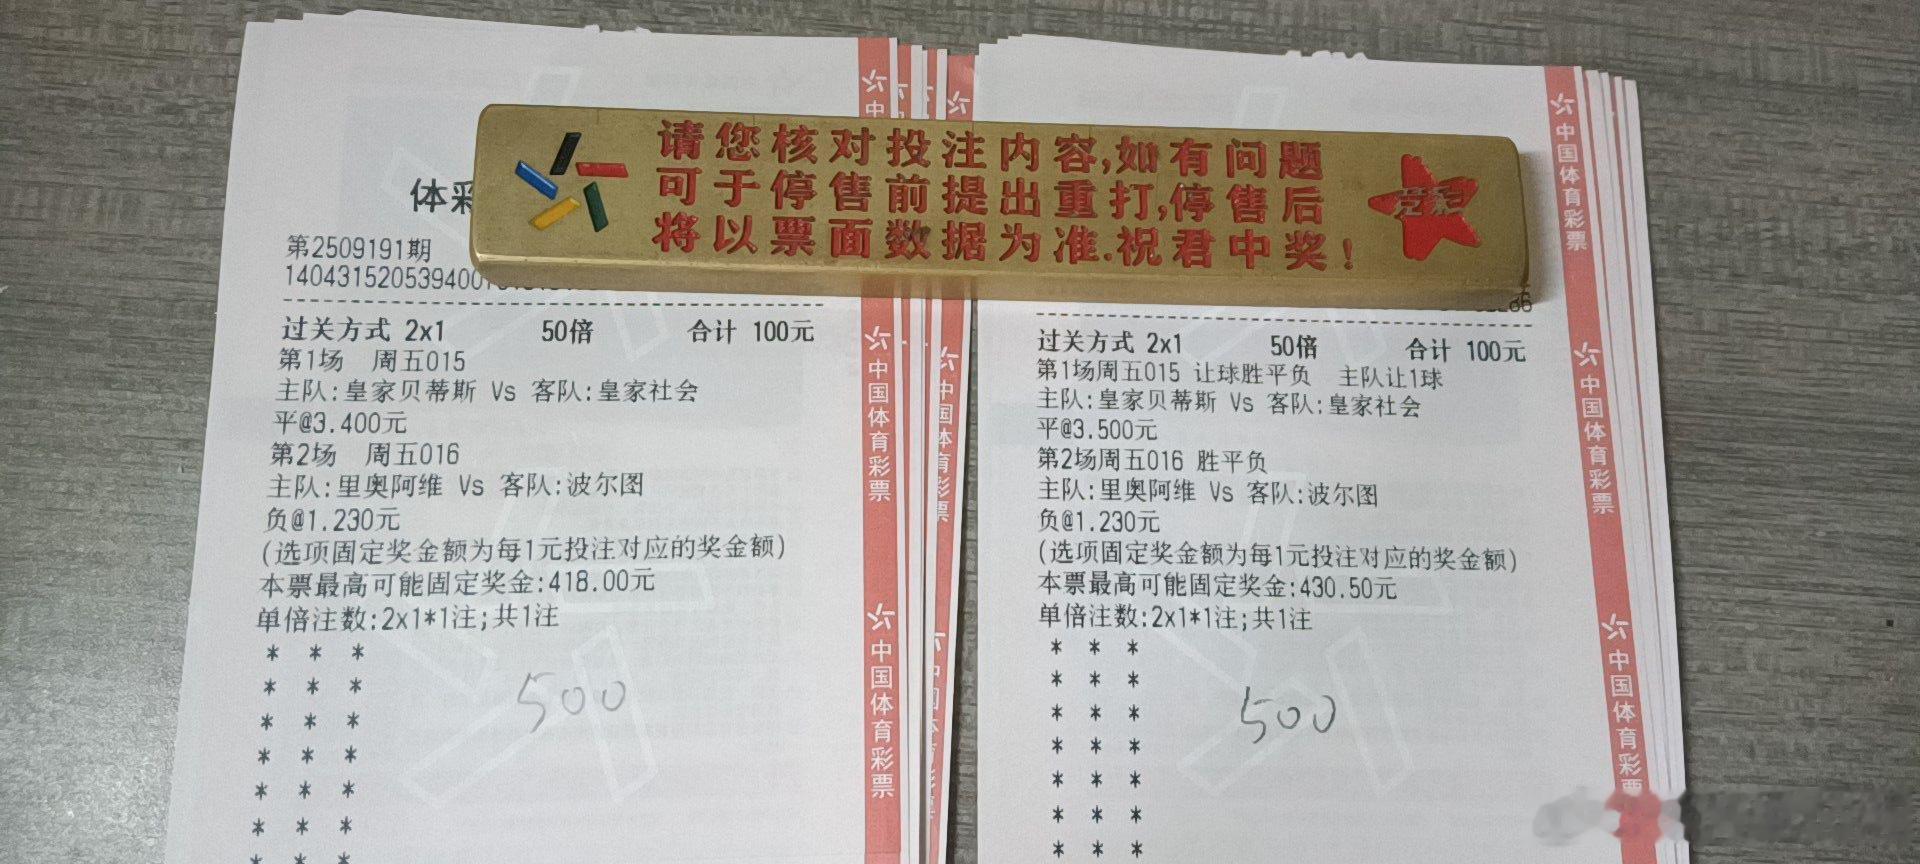 请您核对投注内容,如有问题
可于停售前提出重打,停售后
将以票面数据为准.祝君中奖!
竞彩
体彩
第2509191期
14043152053940
过关方式 2x1 50倍 合计 100元
第1场 周五015
主队:皇家贝蒂斯 Vs 客队:皇家社会
平@3.400元
第2场 周五016
主队:里奥阿维 Vs 客队:波尔图
负@1.230元
(选项固定奖金额为每1元投注对应的奖金额)
本票最高可能固定奖金:418.00元
单倍注数:2x1*1注;共1注
* * *
* * *
* * *
* * *
* * *
* * *
* * *
500
中国体育彩票
中国体育彩票
中
中国体育彩票
过关方式 2x1 50倍 合计 100元
第1场周五015 让球胜平负 主队让1球
主队:皇家贝蒂斯 Vs 客队:皇家社会
平@3.500元
第2场周五016 胜平负
主队:里奥阿维 Vs 客队:波尔图
负@1.230元
(选项固定奖金额为每1元投注对应的奖金额)
本票最高可能固定奖金:430.50元
单倍注数:2x1*1注;共1注
* * *
* * *
* * *
* * *
* * *
* * *
* * *
500
中国体育彩票
中国体育彩票
中国体育彩票